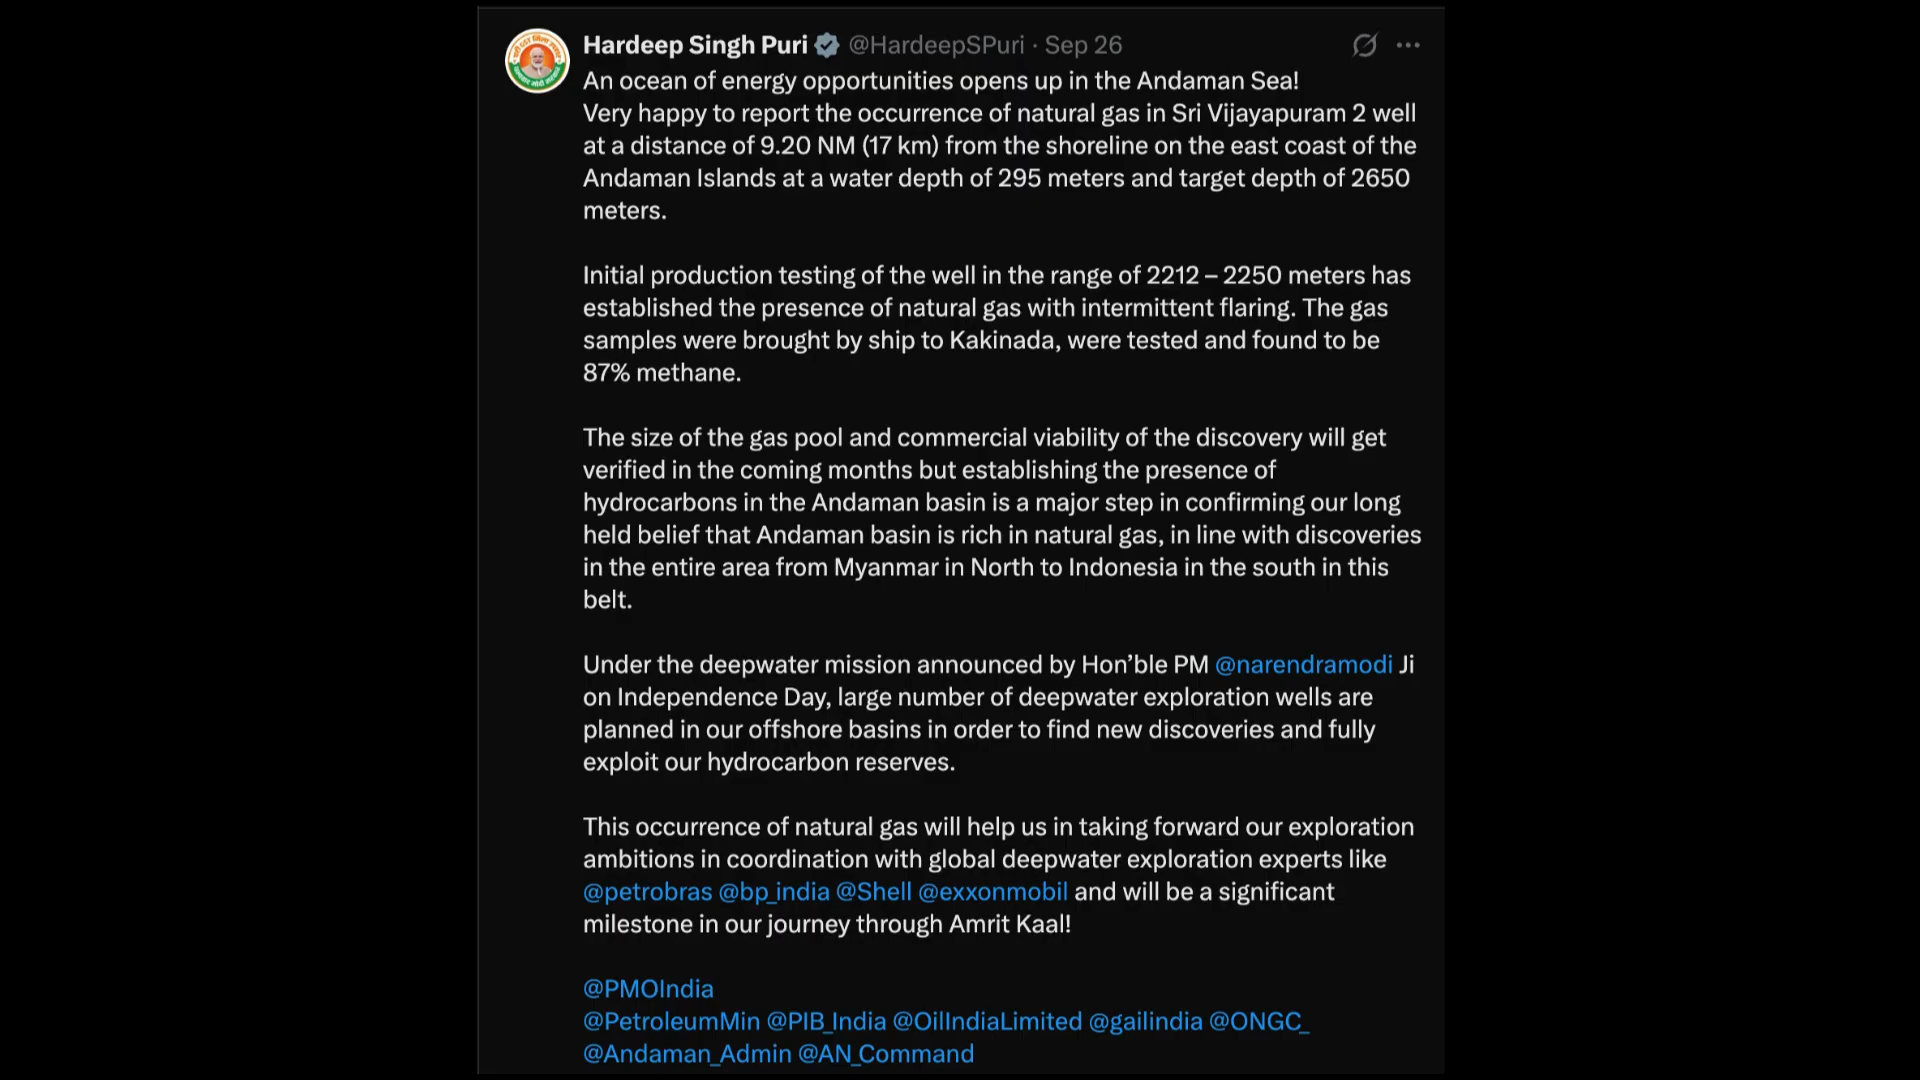 Hardeep Singh Puri @HardeepSPuri · Sep 26
An ocean of energy opportunities opens up in the Andaman Sea!
Very happy to report the occurrence of natural gas in Sri Vijayapuram 2 well
at a distance of 9.20 NM (17 km) from the shoreline on the east coast of the
Andaman Islands at a water depth of 295 meters and target depth of 2650
meters.
Initial production testing of the well in the range of 2212 – 2250 meters has
established the presence of natural gas with intermittent flaring. The gas
samples were brought by ship to Kakinada, were tested and found to be
87% methane.
The size of the gas pool and commercial viability of the discovery will get
verified in the coming months but establishing the presence of
hydrocarbons in the Andaman basin is a major step in confirming our long
held belief that Andaman basin is rich in natural gas, in line with discoveries
in the entire area from Myanmar in North to Indonesia in the south in this
belt.
Under the deepwater mission announced by Hon’ble PM @narendramodi Ji
on Independence Day, large number of deepwater exploration wells are
planned in our offshore basins in order to find new discoveries and fully
exploit our hydrocarbon reserves.
This occurrence of natural gas will help us in taking forward our exploration
ambitions in coordination with global deepwater exploration experts like
@petrobras @bp_india @Shell @exxonmobil and will be a significant
milestone in our journey through Amrit Kaal!
@PMOIndia
@PetroleumMin @PIB_India @OilIndiaLimited @gailindia @ONGC_
@Andaman_Admin @AN_Command